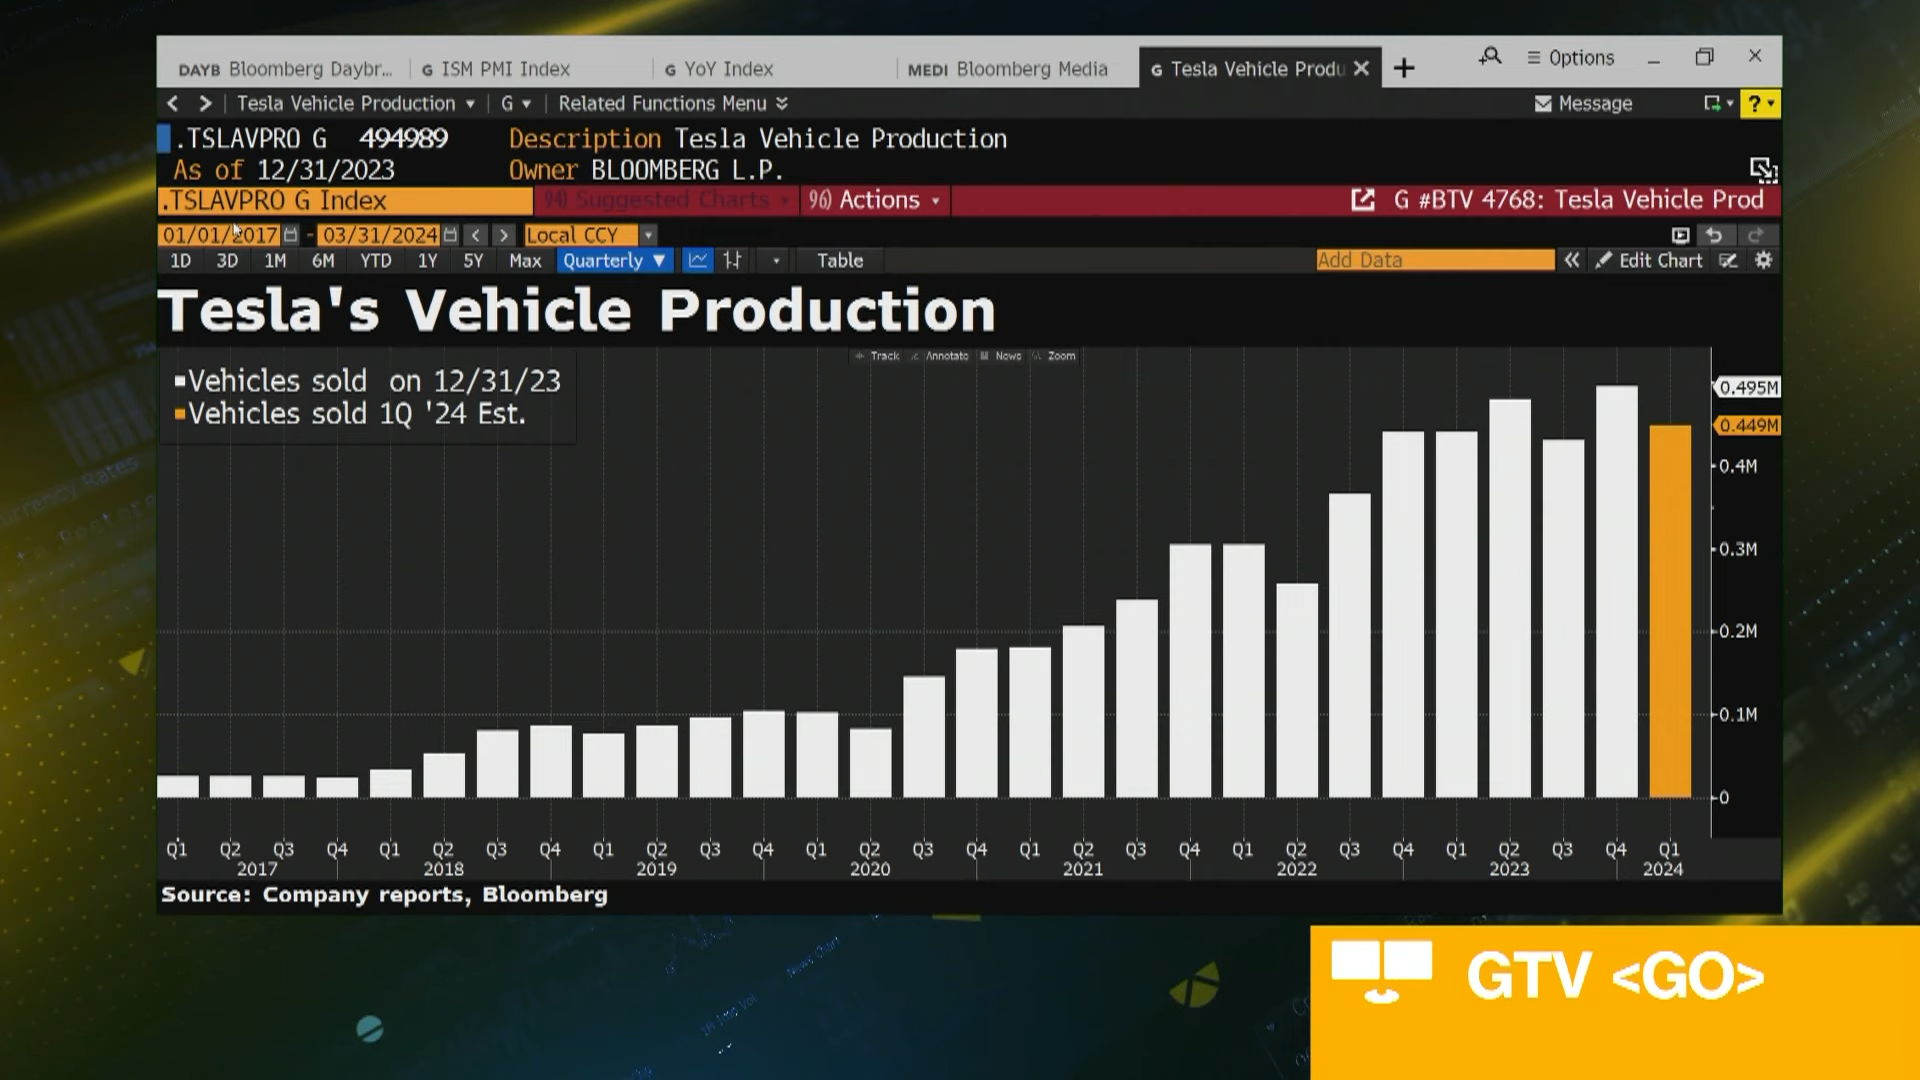 DAYB Bloomberg Daybr...
G ISM PMI Index
G YoY Index
MEDI Bloomberg Media
G Tesla Vehicle Produ
Options
Tesla Vehicle Production
G
Related Functions Menu
Message
?
.TSLAVPRO G 494989
Description Tesla Vehicle Production
As of 12/31/2023
Owner BLOOMBERG L.P.
.TSLAVPRO G Index
94) Suggested Charts
96) Actions
G #BTV 4768: Tesla Vehicle Prod
01/01/2017 - 03/31/2024
Local CCY
1D 3D 1M 6M YTD 1Y 5Y Max Quarterly
Table
Add Data
Edit Chart
Tesla's Vehicle Production
Track Annotate News Zoom
Vehicles sold on 12/31/23
Vehicles sold 1Q '24 Est.
0.495M
0.449M
0.4M
0.3M
0.2M
0.1M
0
Q1 Q2 Q3 Q4 Q1 Q2 Q3 Q4 Q1 Q2 Q3 Q4 Q1 Q2 Q3 Q4 Q1 Q2 Q3 Q4 Q1 Q2 Q3 Q4 Q1 Q2 Q3 Q4 Q1
2017 2018 2019 2020 2021 2022 2023 2024
Source: Company reports, Bloomberg
GTV <GO>